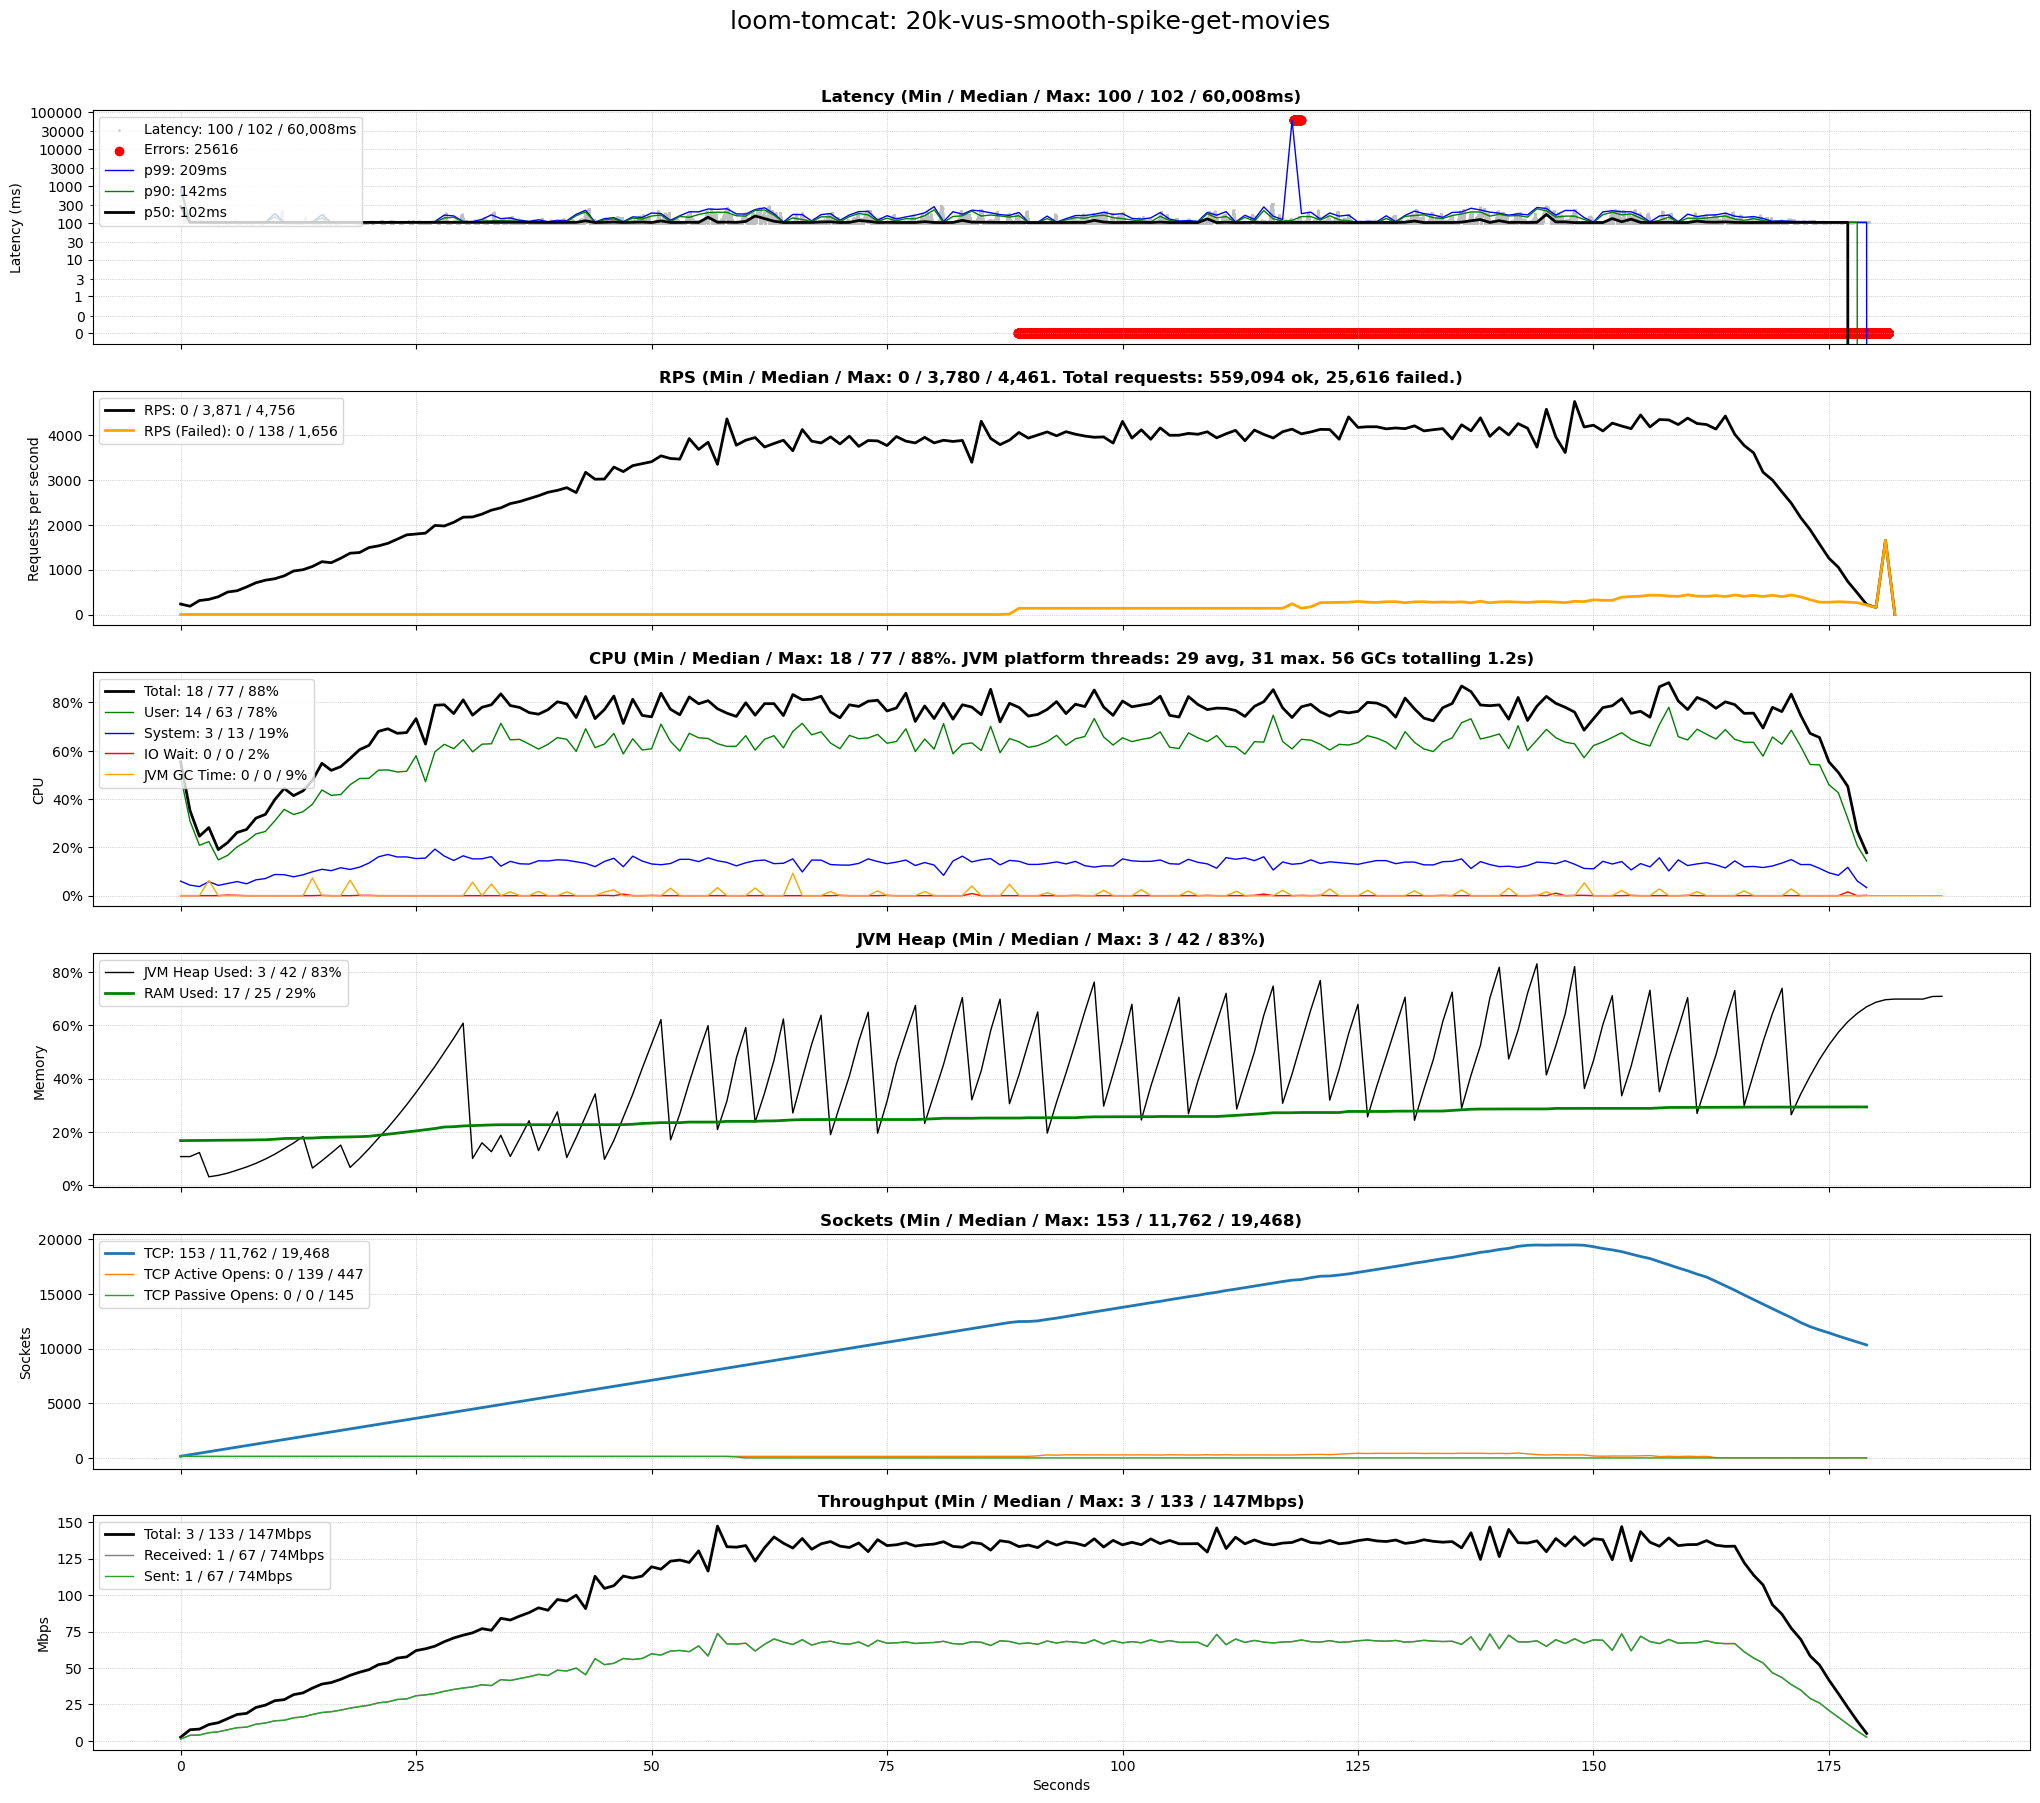 loom-tomcat: 20k-vus-smooth-spike-get-movies
Latency (Min / Median / Max: 100 / 102 / 60,008ms)
Latency (ms)
100000
30000
10000
3000
1000
300
100
30
10
3
1
0
0
Latency: 100 / 102 / 60,008ms
Errors: 25616
p99: 209ms
p90: 142ms
p50: 102ms
RPS (Min / Median / Max: 0 / 3,780 / 4,461. Total requests: 559,094 ok, 25,616 failed.)
Requests per second
4000
3000
2000
1000
0
RPS: 0 / 3,871 / 4,756
RPS (Failed): 0 / 138 / 1,656
CPU (Min / Median / Max: 18 / 77 / 88%. JVM platform threads: 29 avg, 31 max. 56 GCs totalling 1.2s)
CPU
80%
60%
40%
20%
0%
Total: 18 / 77 / 88%
User: 14 / 63 / 78%
System: 3 / 13 / 19%
IO Wait: 0 / 0 / 2%
JVM GC Time: 0 / 0 / 9%
JVM Heap (Min / Median / Max: 3 / 42 / 83%)
Memory
80%
60%
40%
20%
0%
JVM Heap Used: 3 / 42 / 83%
RAM Used: 17 / 25 / 29%
Sockets (Min / Median / Max: 153 / 11,762 / 19,468)
Sockets
20000
15000
10000
5000
0
TCP: 153 / 11,762 / 19,468
TCP Active Opens: 0 / 139 / 447
TCP Passive Opens: 0 / 0 / 145
Throughput (Min / Median / Max: 3 / 133 / 147Mbps)
Mbps
150
125
100
75
50
25
0
Total: 3 / 133 / 147Mbps
Received: 1 / 67 / 74Mbps
Sent: 1 / 67 / 74Mbps
0 25 50 75 100 125 150 175
Seconds